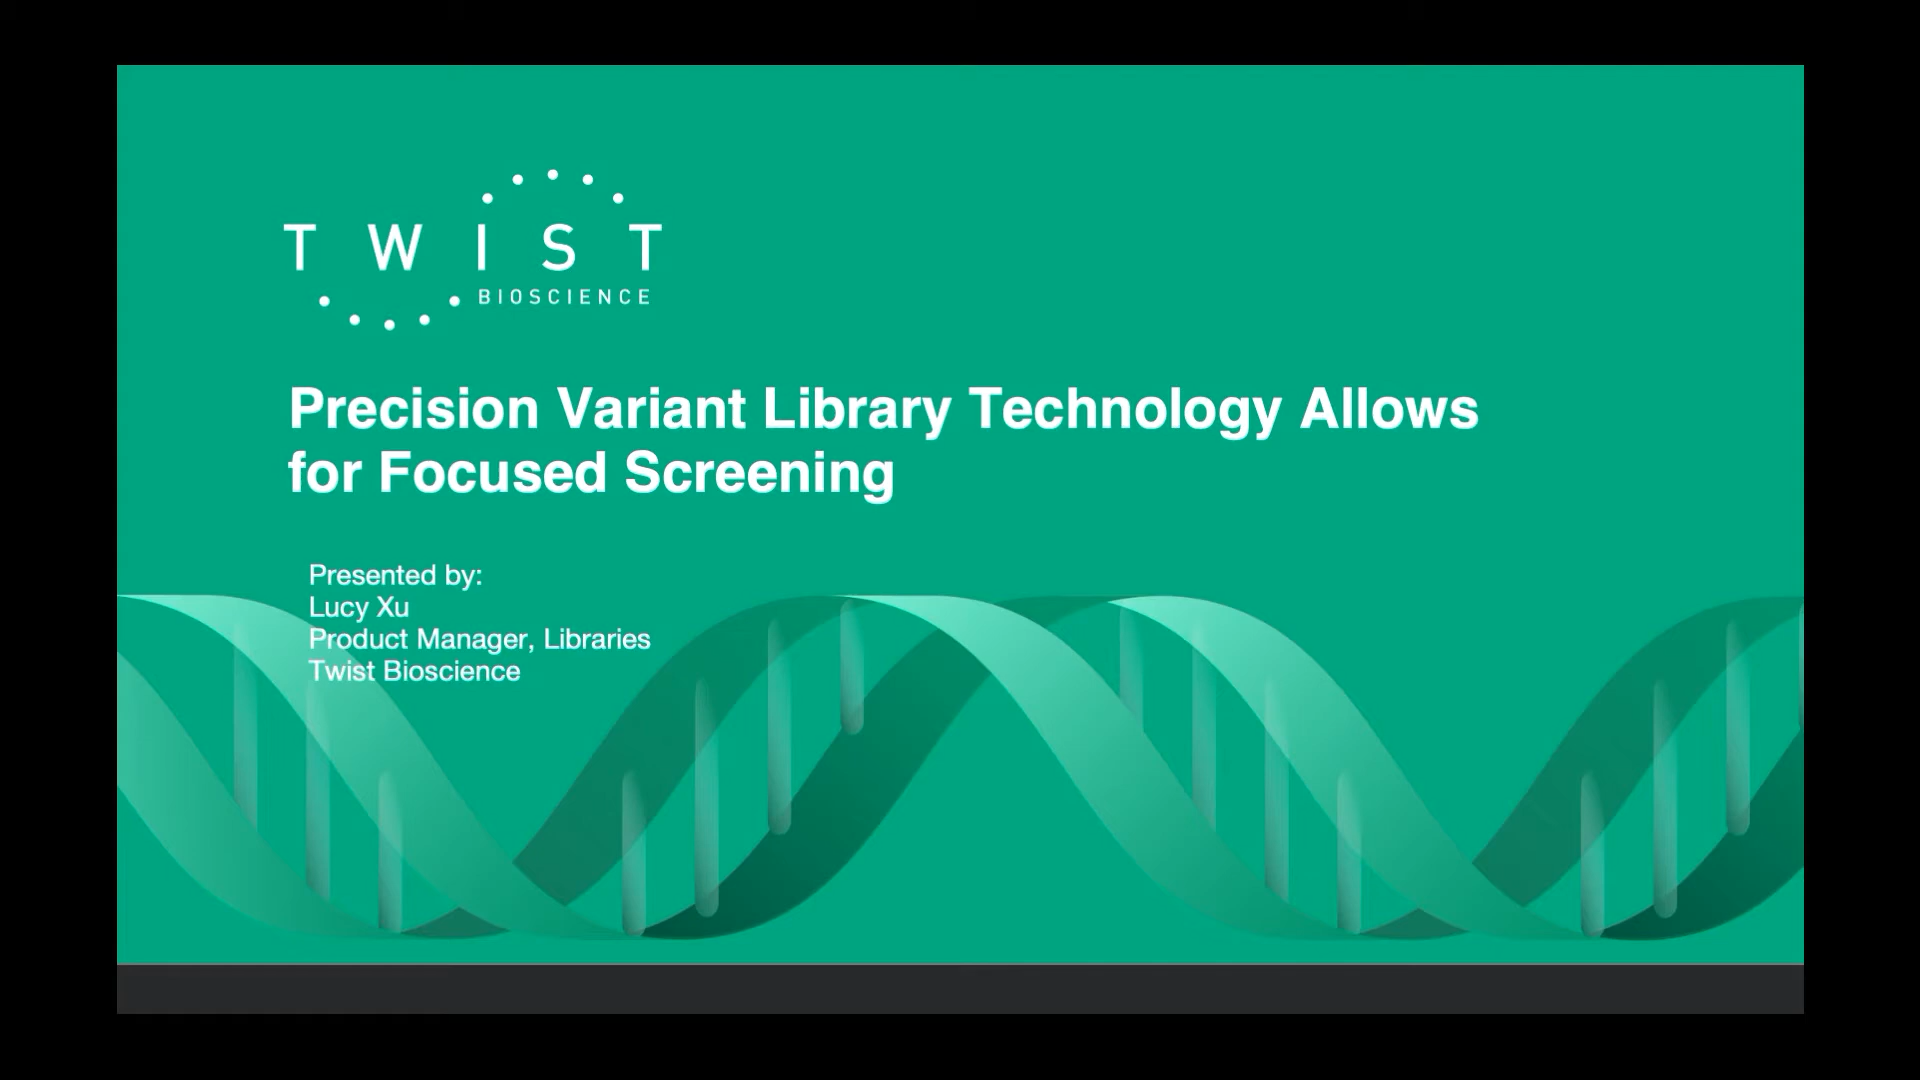 TWIST
BIOSCIENCE
Precision Variant Library Technology Allows
for Focused Screening
Presented by:
Lucy Xu
Product Manager, Libraries
Twist Bioscience